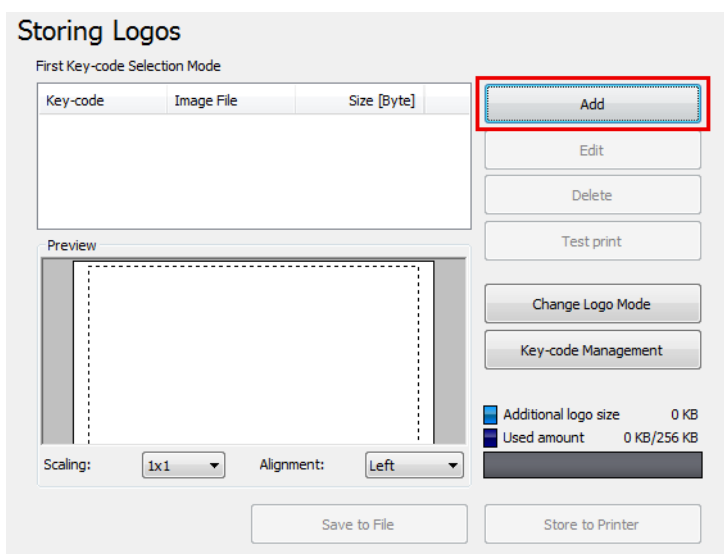 Storing Logos
First Key-code Selection Mode
Key-code Image File Size [Byte]
Add
Edit
Delete
Test print
Preview
Change Logo Mode
Key-code Management
Additional logo size 0 KB
Used amount 0 KB/256 KB
Scaling: 1x1 Alignment: Left
Save to File
Store to Printer